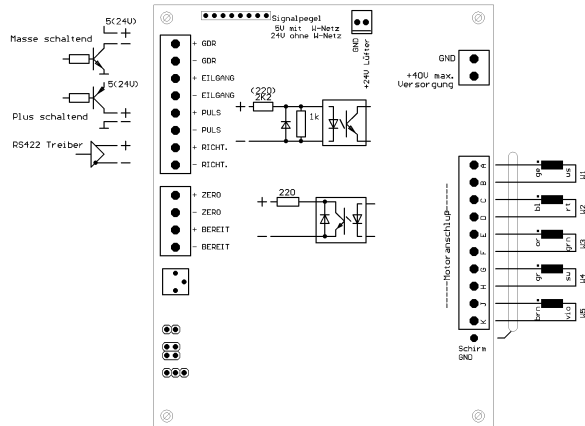 5(24V)
Masse schaltend
5(24V)
Plus schaltend
RS422 Treiber
Signalpegel
5V mit W-Netz
24V ohne W-Netz
GND
+24V Lüfter
+ GDR
- GDR
+ EILGANG
- EILGANG
+ PULS
- PULS
+ RICHT.
- RICHT.
(220)
2K2
1k
+ ZERO
- ZERO
+ BEREIT
- BEREIT
220
GND
+40V max.
Versorgung
------Motoranschluß------
A
B
C
D
E
F
G
H
J
K
Schirm
GND
ge
ws
W1
bl
rt
W2
or
grn
W3
gr
sw
W4
brn
vio
W5